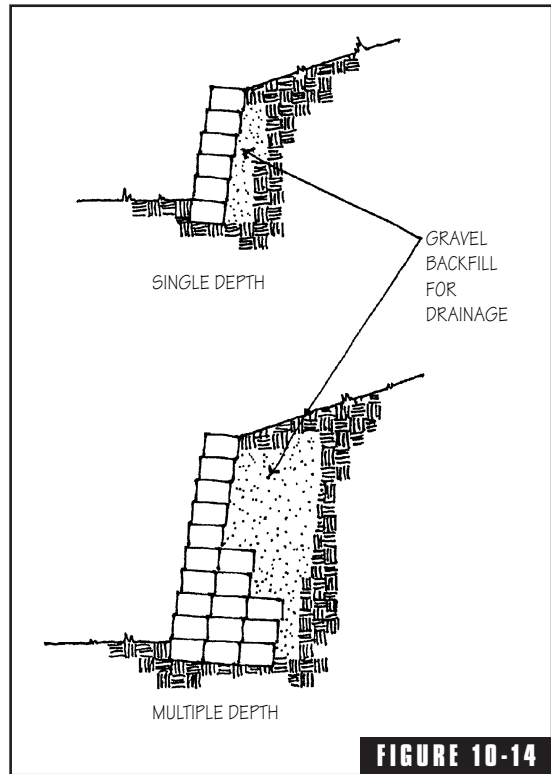 SINGLE DEPTH
GRAVEL
BACKFILL
FOR
DRAINAGE
MULTIPLE DEPTH
FIGURE 10-14